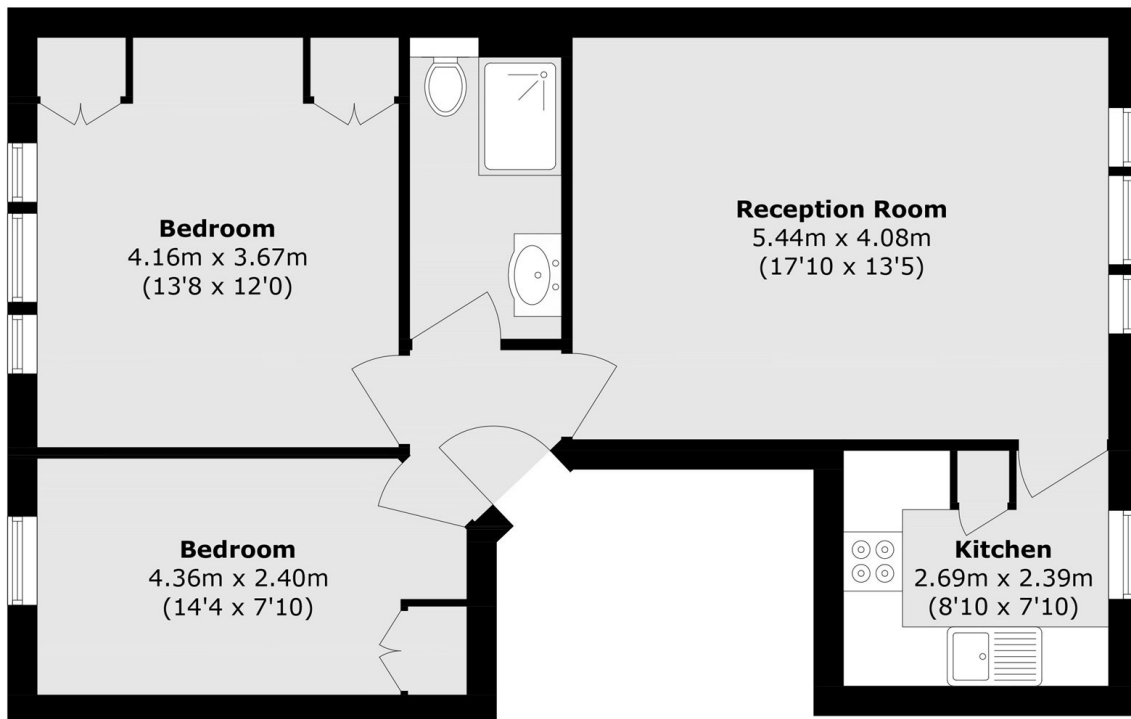 Bedroom
4.16m x 3.67m
(13'8 x 12'0)
Reception Room
5.44m x 4.08m
(17'10 x 13'5)
Bedroom
4.36m x 2.40m
(14'4 x 7'10)
Kitchen
2.69m x 2.39m
(8'10 x 7'10)